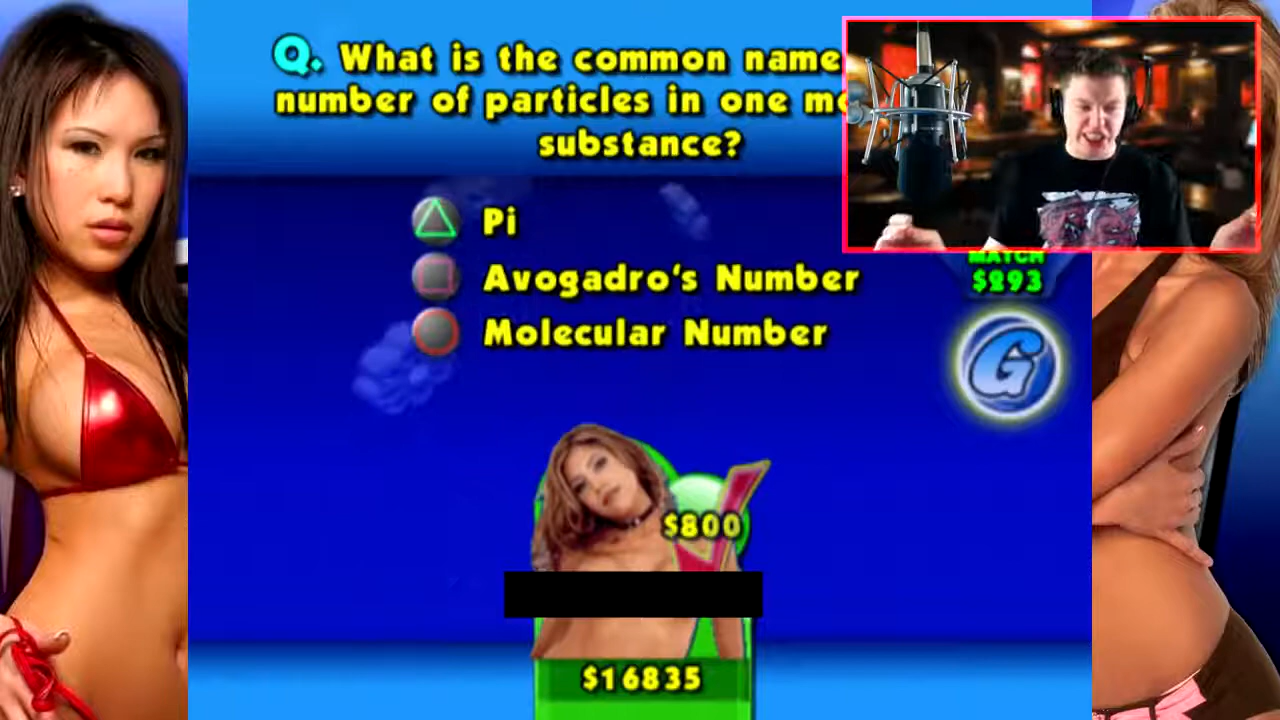 Q. What is the common name
number of particles in one
substance?
Pi
Avogadro's Number
Molecular Number
MATCH
$293
G
$800
$16835